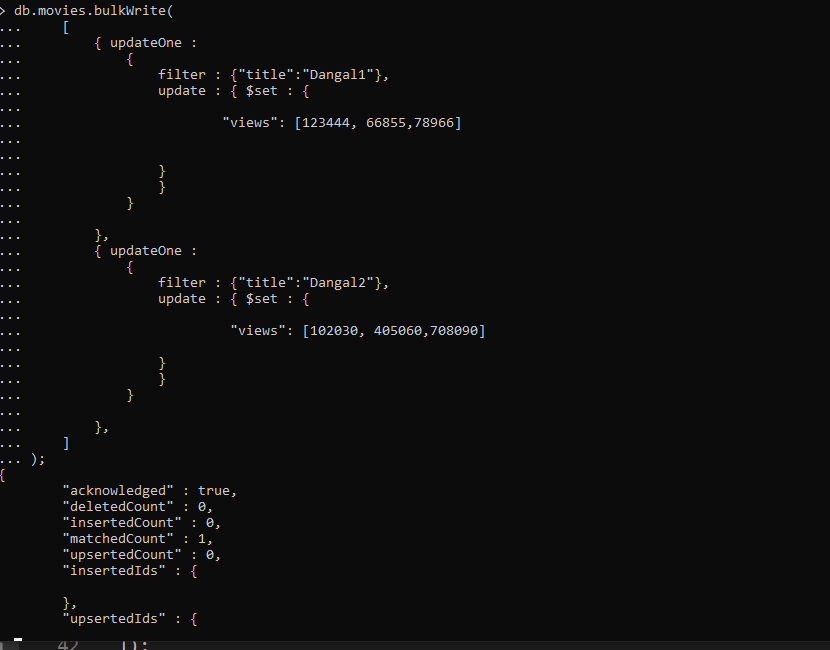 > db.movies.bulkWrite(
... [
... { updateOne :
... {
... filter : {"title":"Dangal1"},
... update : { $set : {
...
... "views": [123444, 66855,78966]
...
...
... }
... }
... }
...
... },
... { updateOne :
... {
... filter : {"title":"Dangal2"},
... update : { $set : {
...
... "views": [102030, 405060,708090]
...
... }
... }
... }
...
... },
... ]
... );
{
"acknowledged" : true,
"deletedCount" : 0,
"insertedCount" : 0,
"matchedCount" : 1,
"upsertedCount" : 0,
"insertedIds" : {
},
"upsertedIds" : {
42